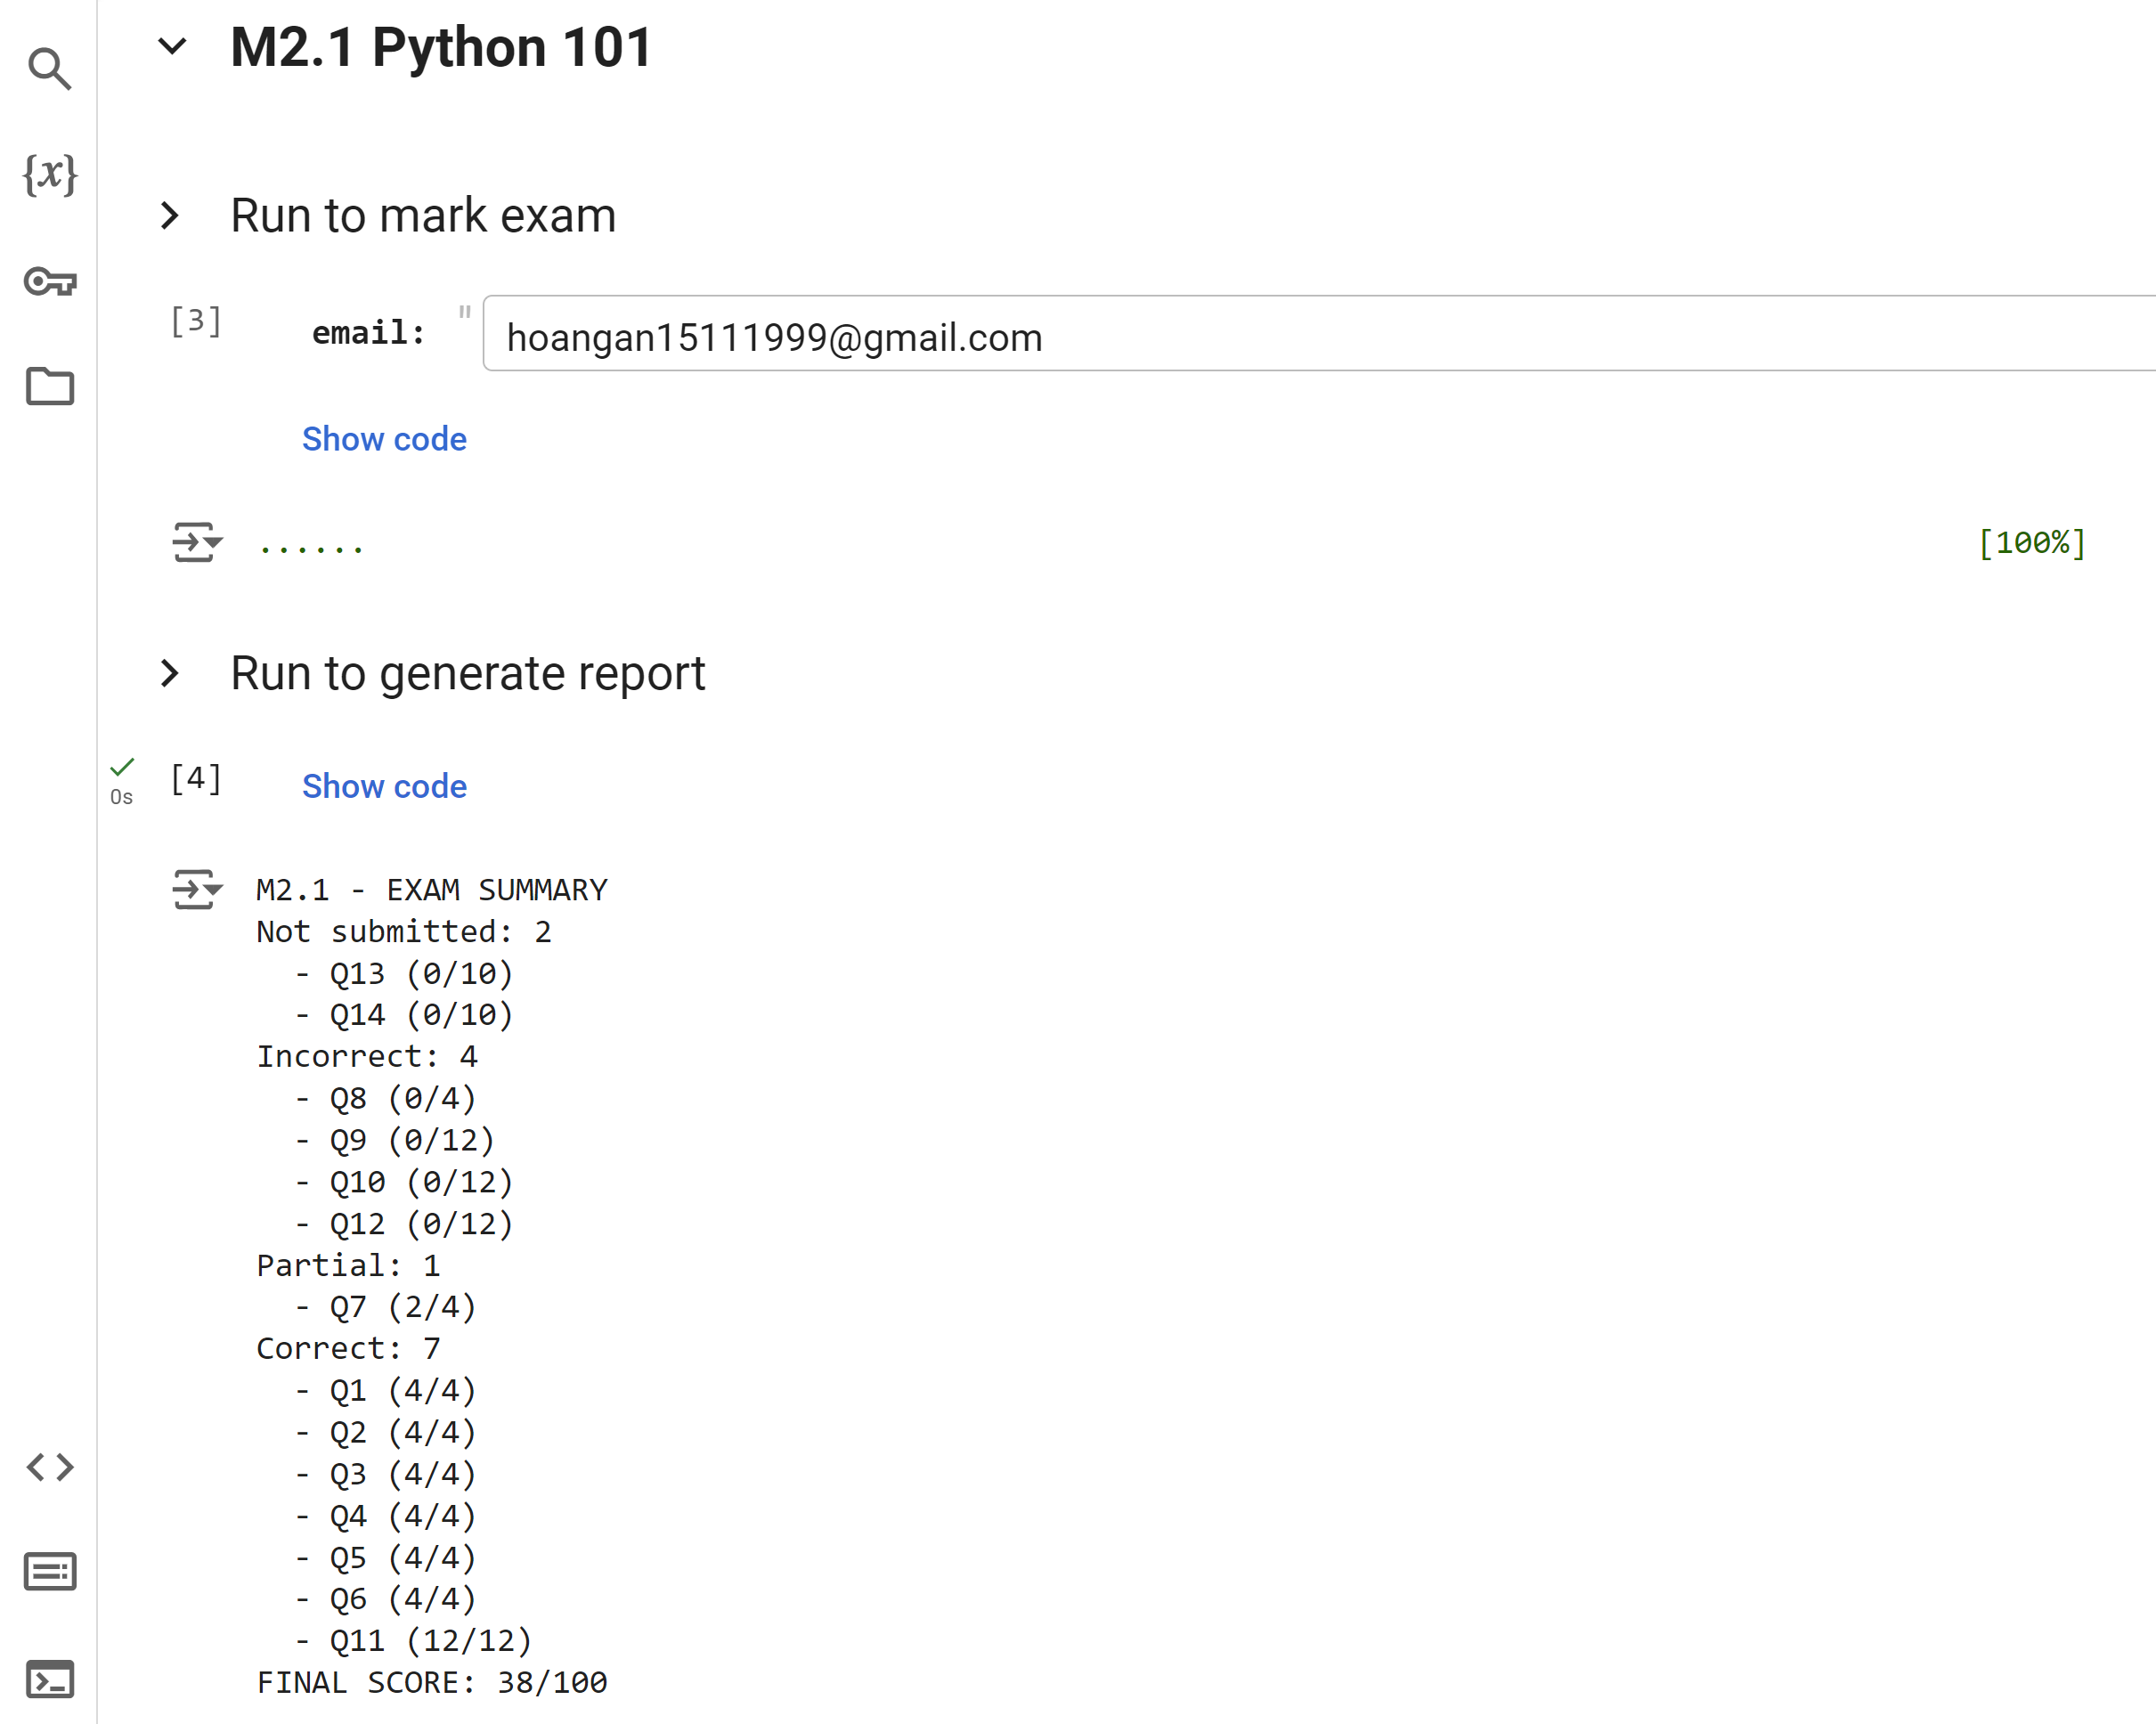 M2.1 Python 101
{x}
Run to mark exam
[3] email: " hoangan15111999@gmail.com
Show code
...... [100%]
Run to generate report
0s [4] Show code
M2.1 - EXAM SUMMARY
Not submitted: 2
- Q13 (0/10)
- Q14 (0/10)
Incorrect: 4
- Q8 (0/4)
- Q9 (0/12)
- Q10 (0/12)
- Q12 (0/12)
Partial: 1
- Q7 (2/4)
Correct: 7
- Q1 (4/4)
- Q2 (4/4)
- Q3 (4/4)
- Q4 (4/4)
- Q5 (4/4)
- Q6 (4/4)
- Q11 (12/12)
FINAL SCORE: 38/100